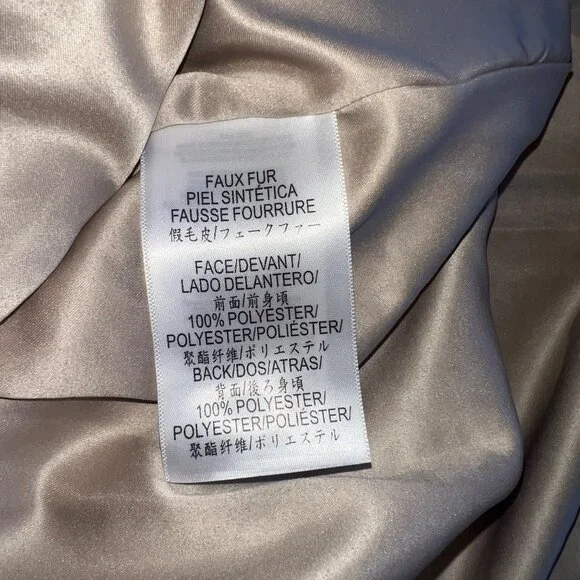 FAUX FUR
PIEL SINTÉTICA
FAUSSE FOURRURE
假毛皮/フェークファー
FACE/DEVANT/
LADO DELANTERO/
前面/前身頃
100% POLYESTER/
POLYESTER/POLIÉSTER/
聚酯纤维/ポリエステル
BACK/DOS/ATRAS/
背面/後ろ身頃
100% POLYESTER/
POLYESTER/POLIÉSTER/
聚酯纤维/ポリエステル